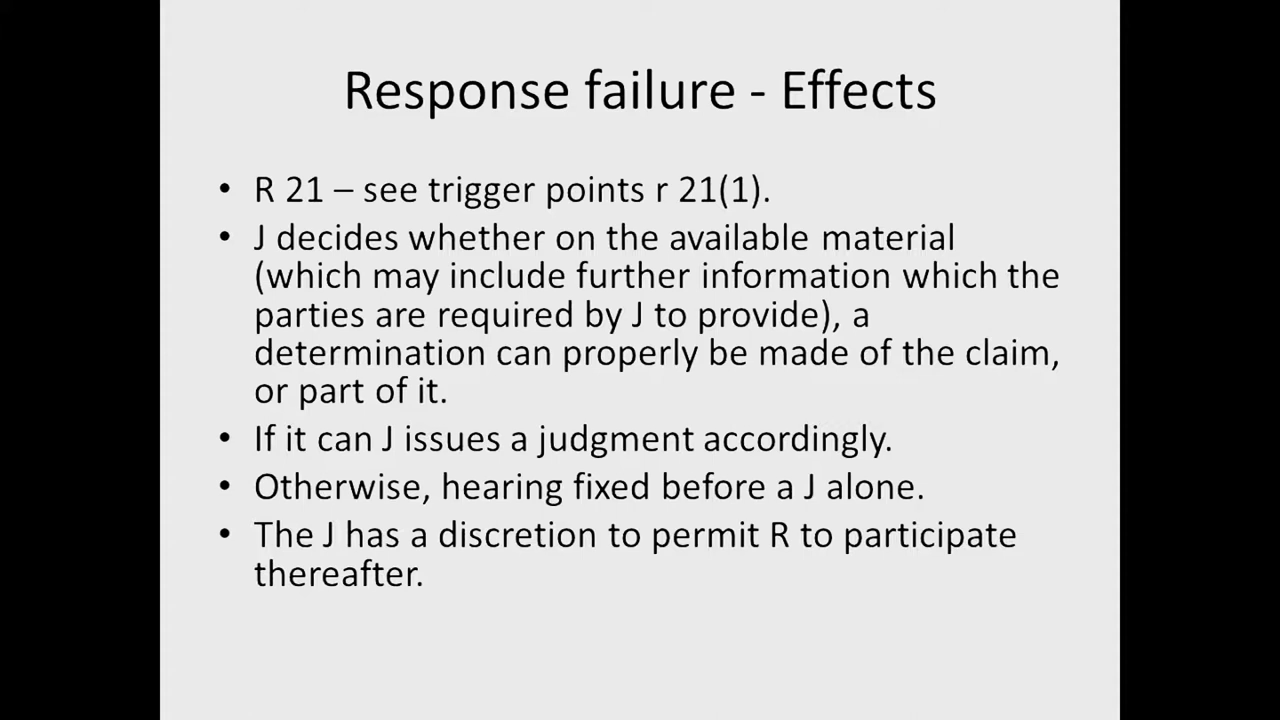 Response failure - Effects
• R 21 – see trigger points r 21(1).
• J decides whether on the available material
(which may include further information which the
parties are required by J to provide), a
determination can properly be made of the claim,
or part of it.
• If it can J issues a judgment accordingly.
• Otherwise, hearing fixed before a J alone.
• The J has a discretion to permit R to participate
thereafter.